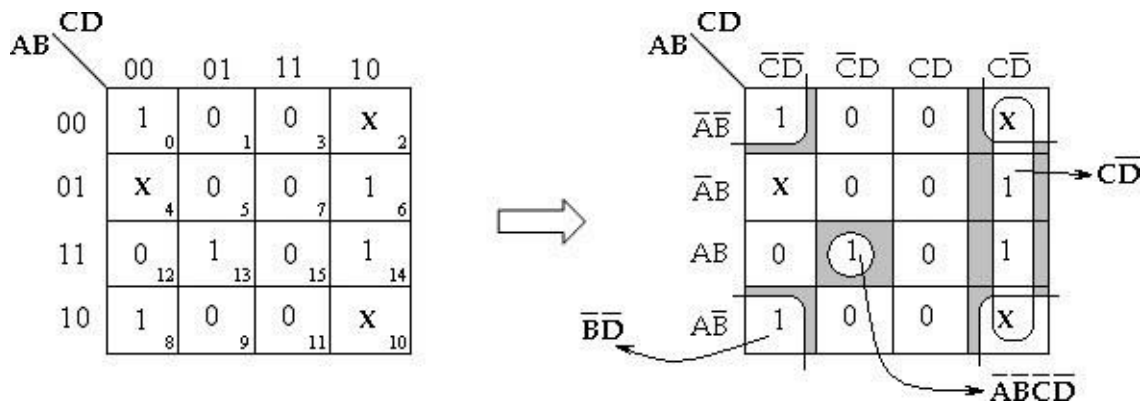 CD
AB
00 01 11 10
00 1 0 0 0 1 0 3 X 2
01 X 4 0 5 0 7 1 6
11 0 12 1 13 0 15 1 14
10 1 8 0 9 0 11 X 10
CD
AB
C̅D̅ C̅D CD CD̅
A̅B̅ 1 0 0 X
A̅B X 0 0 1 CD̅
AB 0 1 0 1
AB̅ 1 0 0 X
B̅D̅
A̅B̅C̅D̅